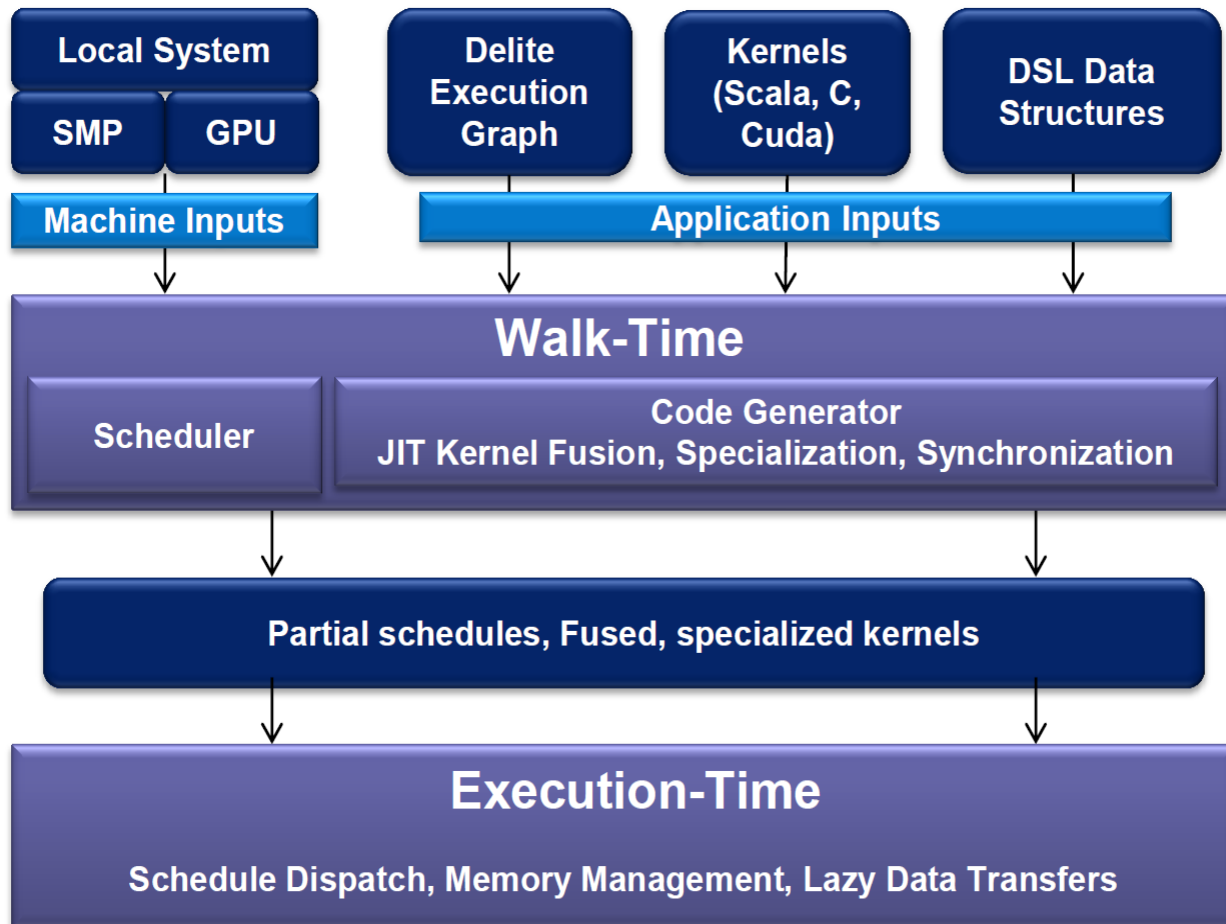 Local System
SMP
GPU
Machine Inputs
Delite
Execution
Graph
Kernels
(Scala, C,
Cuda)
DSL Data
Structures
Application Inputs
Walk-Time
Scheduler
Code Generator
JIT Kernel Fusion, Specialization, Synchronization
Partial schedules, Fused, specialized kernels
Execution-Time
Schedule Dispatch, Memory Management, Lazy Data Transfers